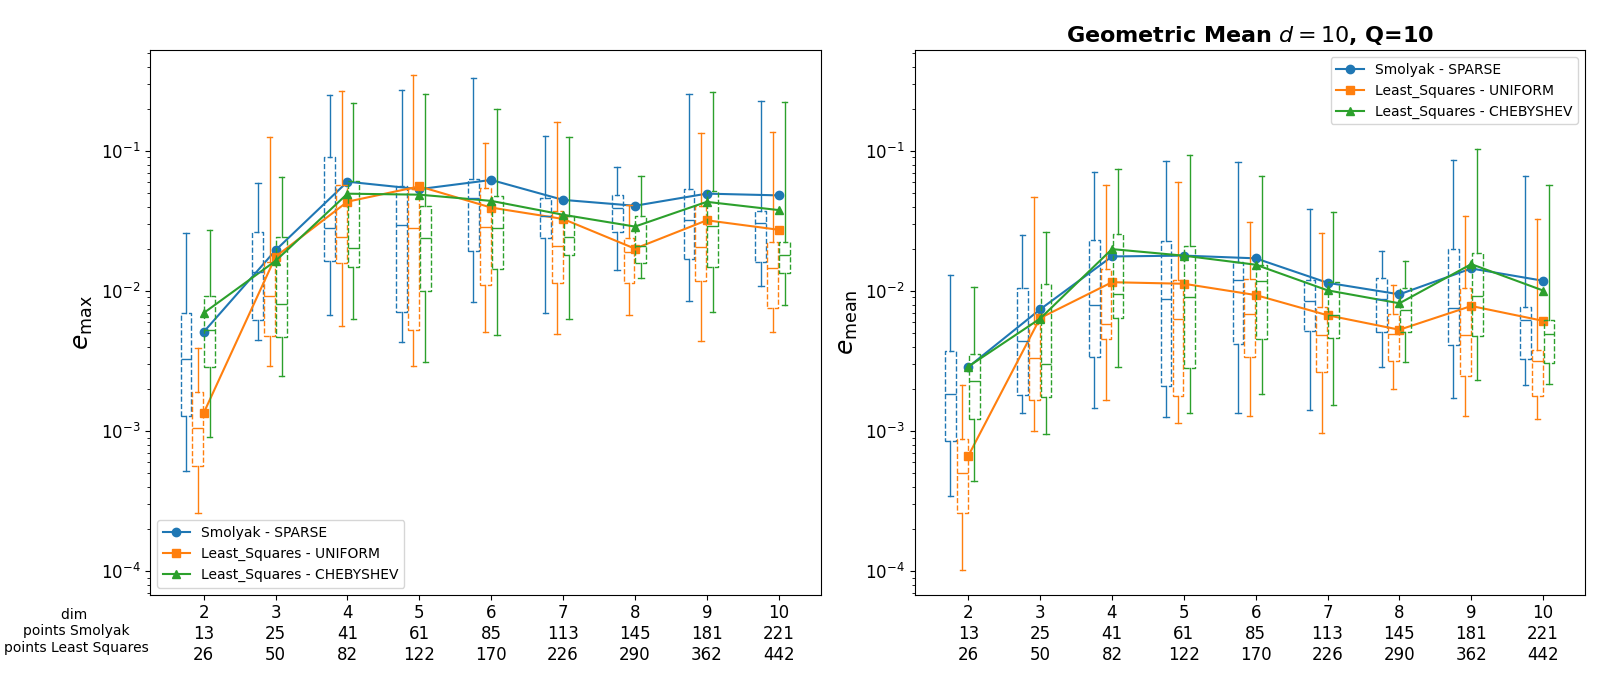 Geometric Mean d = 10, Q=10
10⁻¹
10⁻²
10⁻³
10⁻⁴
e_max
Smolyak - SPARSE
Least_Squares - UNIFORM
Least_Squares - CHEBYSHEV
dim
points Smolyak
points Least Squares
2 3 4 5 6 7 8 9 10
13 25 41 61 85 113 145 181 221
26 50 82 122 170 226 290 362 442
10⁻¹
10⁻²
10⁻³
10⁻⁴
e_mean
Smolyak - SPARSE
Least_Squares - UNIFORM
Least_Squares - CHEBYSHEV
2 3 4 5 6 7 8 9 10
13 25 41 61 85 113 145 181 221
26 50 82 122 170 226 290 362 442